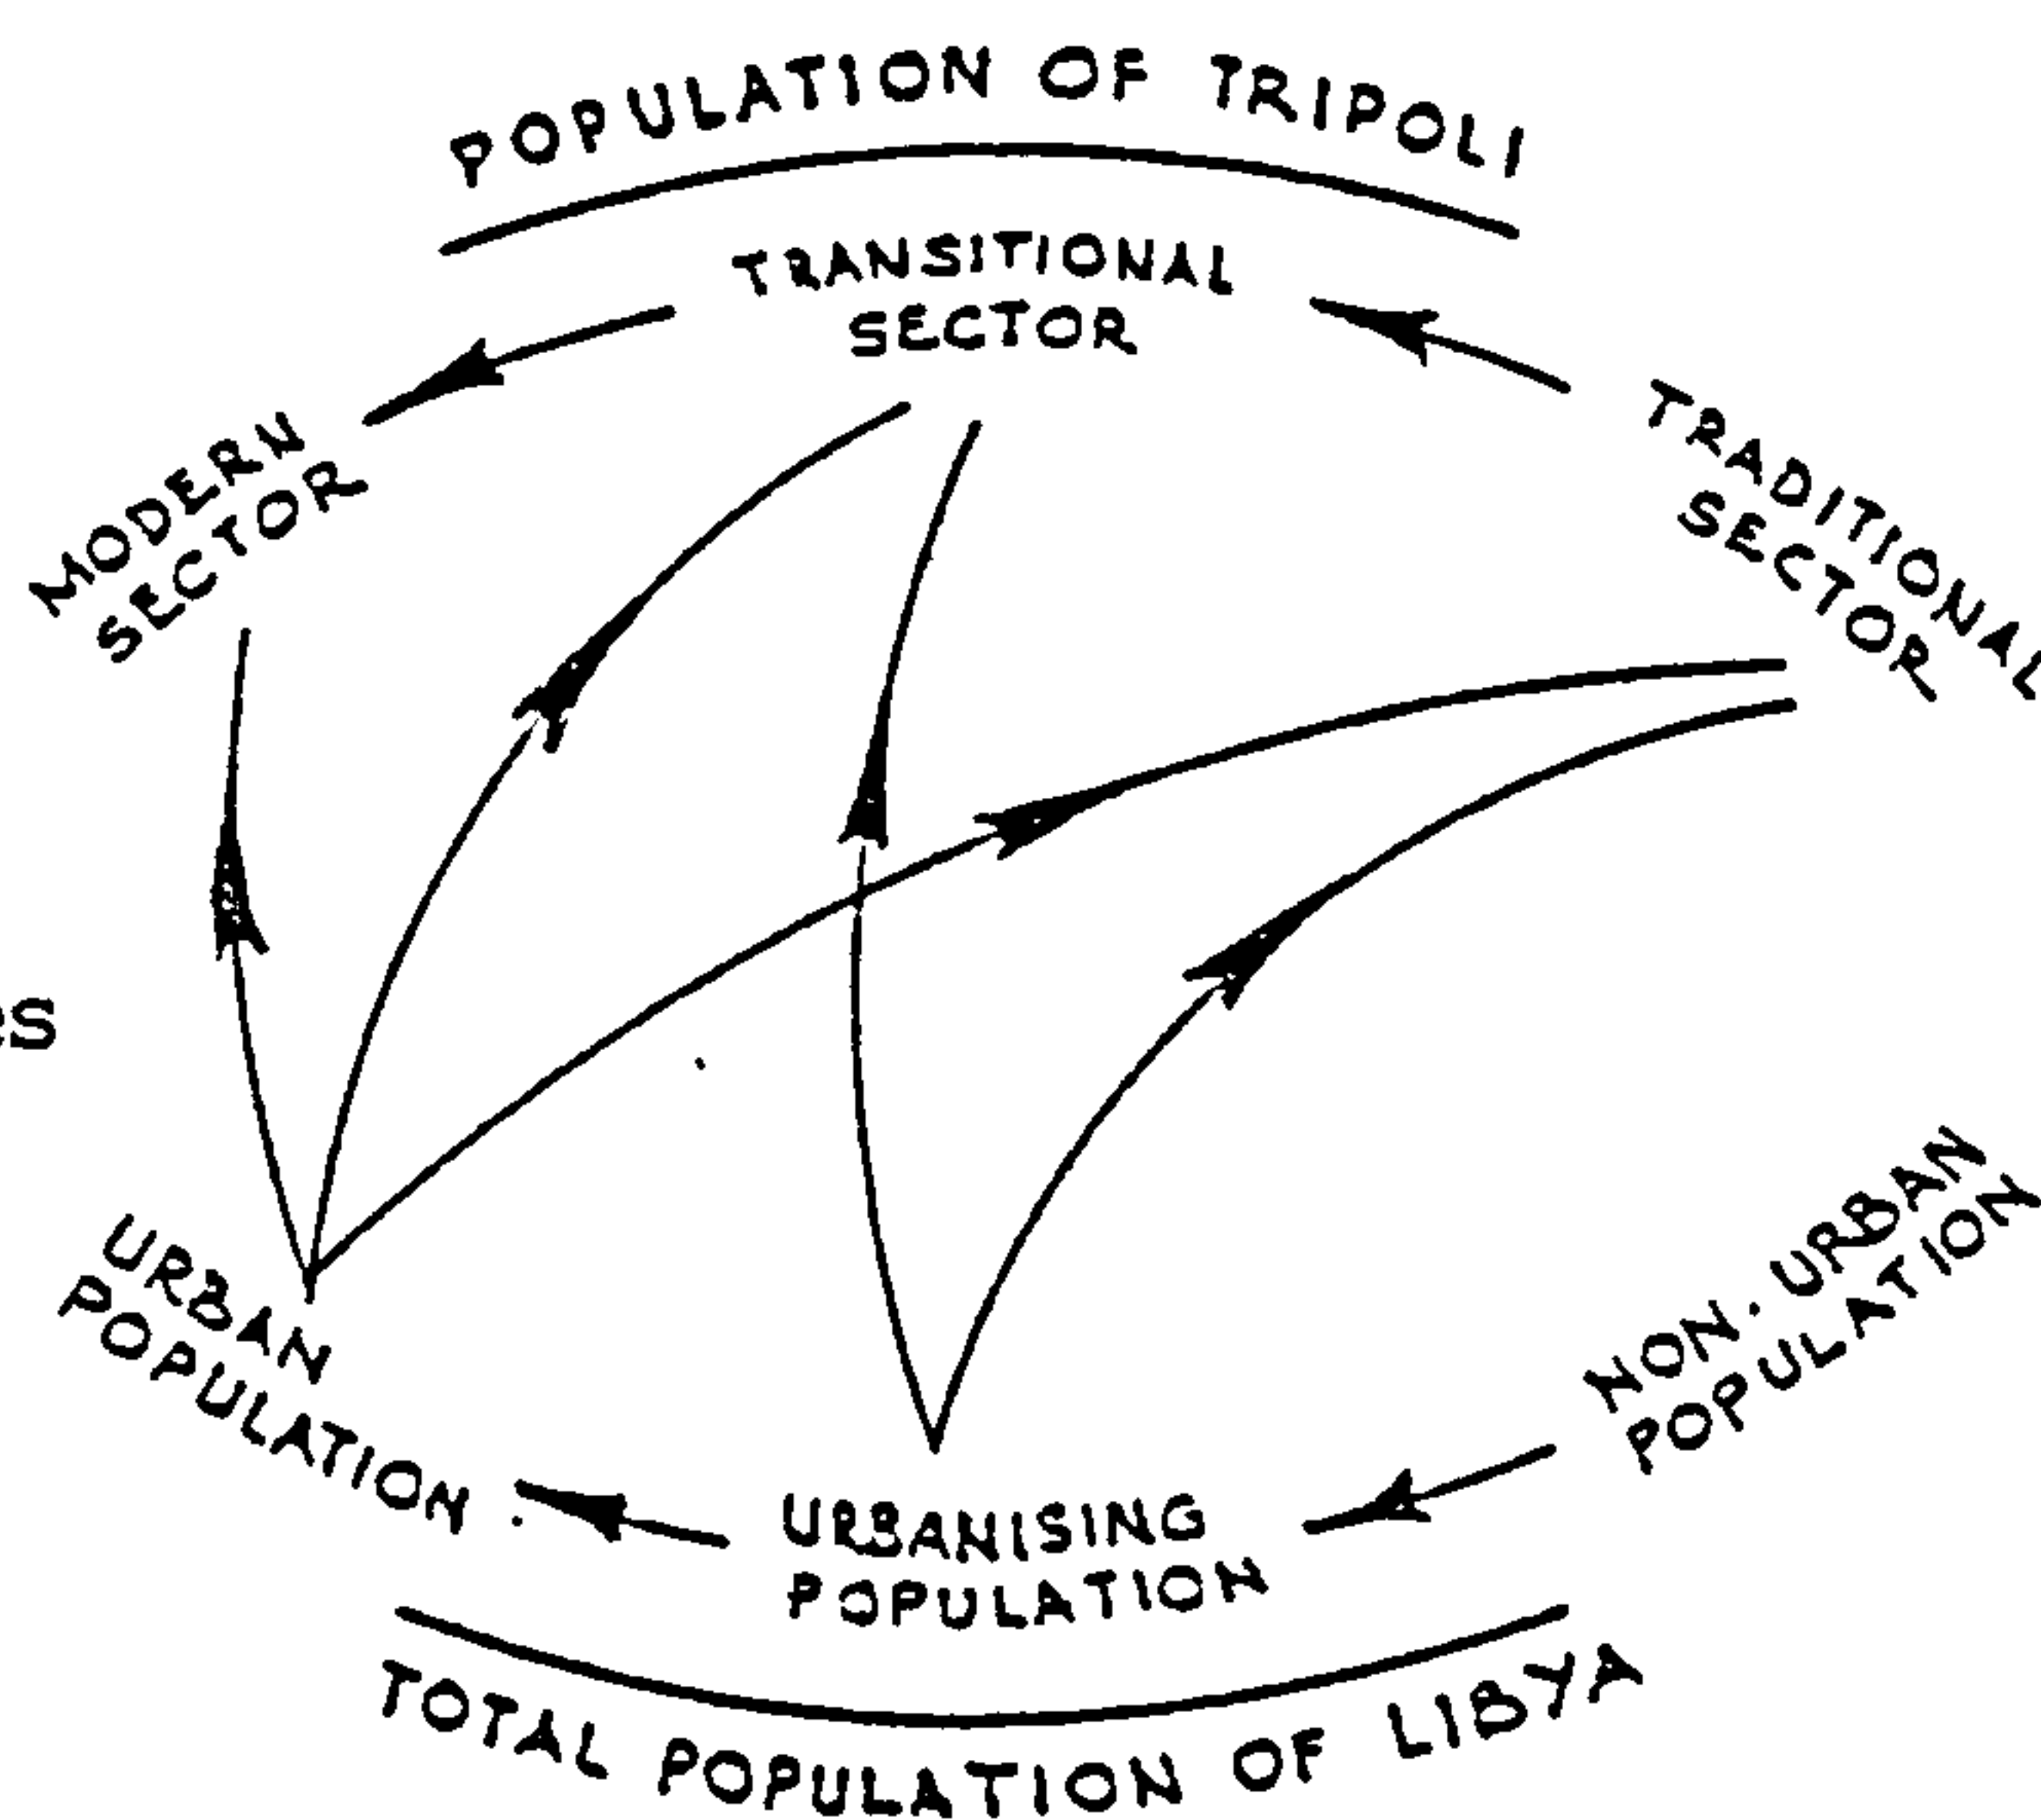 POPULATION OF TRIPOLI
TRANSITIONAL
SECTOR
MODERN
SECTOR
TRADITIONAL
SECTOR
URBAN
POPULATION
NON-URBAN
POPULATION
URBANISING
POPULATION
TOTAL POPULATION OF LIBYA